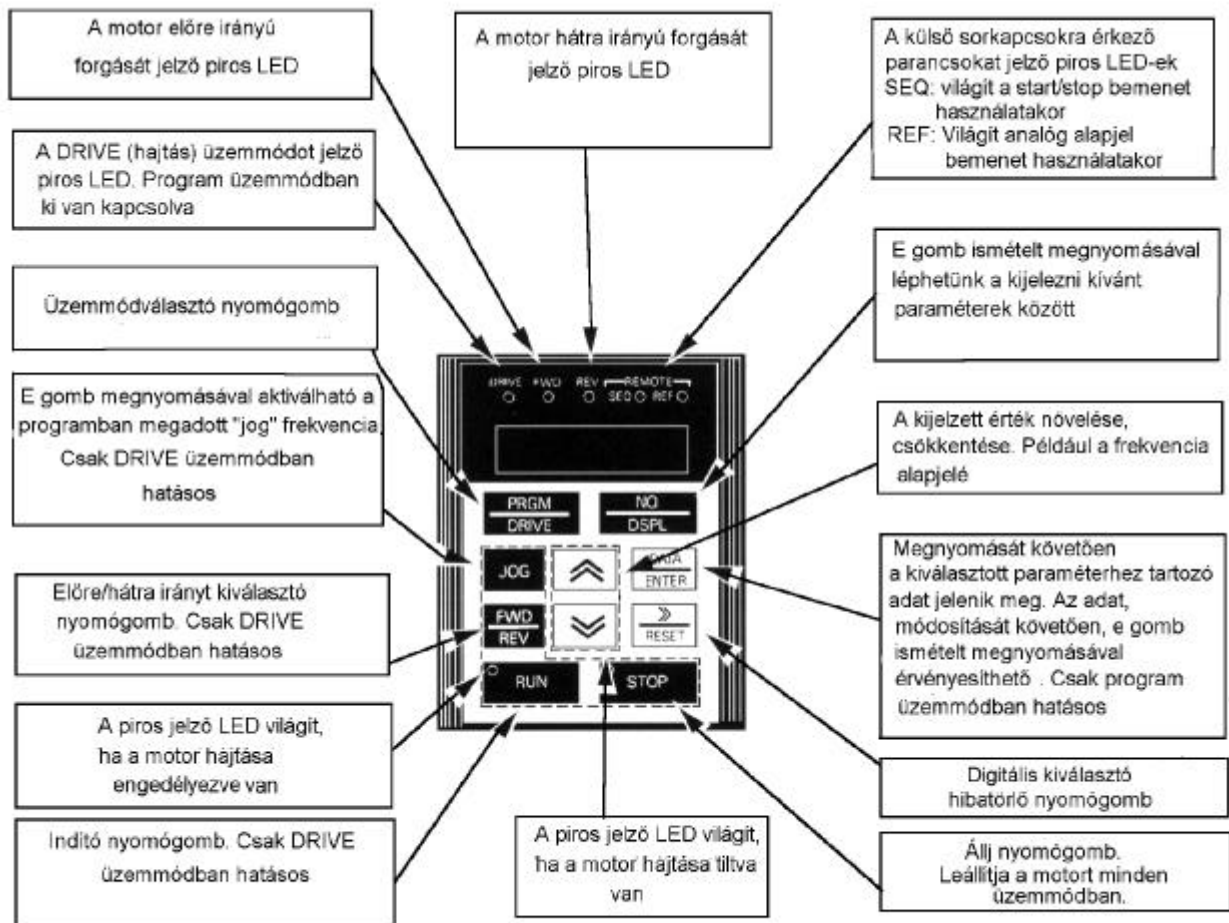 A motor előre irányú
forgását jelző piros LED
A motor hátra irányú forgását
jelző piros LED
A külső sorkapcsokra érkező
parancsokat jelző piros LED-ek
SEQ: világít a start/stop bemenet
használatakor
REF: Világít analóg alapjel
bemenet használatakor
A DRIVE (hajtás) üzemmódot jelző
piros LED. Program üzemmódban
ki van kapcsolva
E gomb ismételt megnyomásával
léphetünk a kijelezni kívánt
paraméterek között
Üzemmódválasztó nyomógomb
E gomb megnyomásával aktiválható a
programban megadott "jog" frekvencia
Csak DRIVE üzemmódban
hatásos
DRIVE FWD REV REMOTE
SEQ REF
A kijelzett érték növelése,
csökkentése. Például a frekvencia
alapjelé
PRGM
DRIVE
NO
DSPL
JOG
DATA
ENTER
FWD
REV
»
RESET
RUN
STOP
Megnyomását követően
a kiválasztott paraméterhez tartozó
adat jelenik meg. Az adat,
módosítását követően, e gomb
ismételt megnyomásával
érvényesíthető . Csak program
üzemmódban hatásos
Előre/hátra irányt kiválasztó
nyomógomb. Csak DRIVE
üzemmódban hatásos
A piros jelző LED világít,
ha a motor hajtása
engedélyezve van
Digitális kiválasztó
hibatörlő nyomógomb
Indító nyomógomb. Csak DRIVE
üzemmódban hatásos
A piros jelző LED világít,
ha a motor hajtása tiltva
van
Állj nyomógomb.
Leállítja a motort minden
üzemmódban.